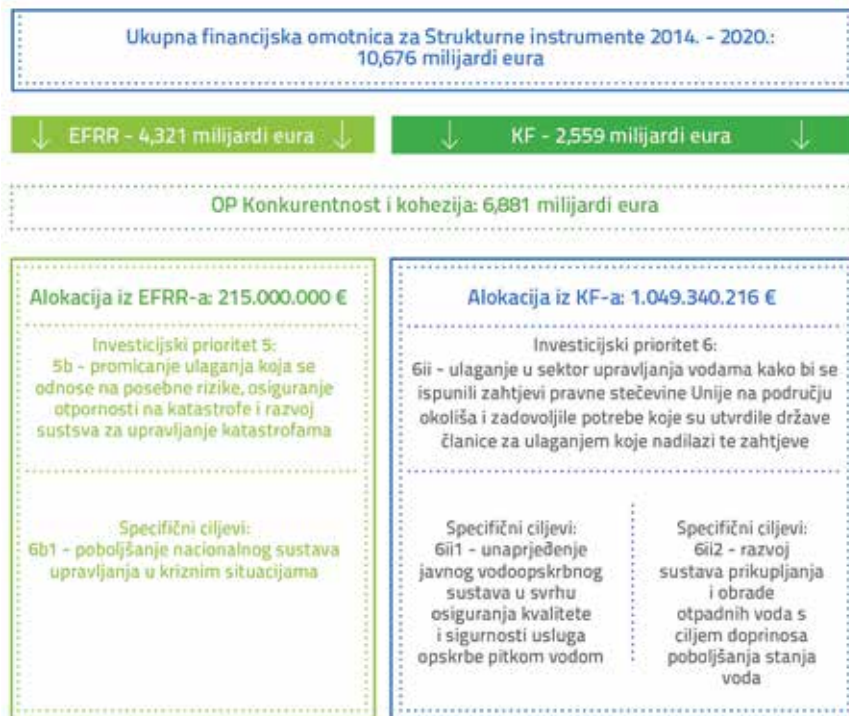 Ukupna financijska omotnica za Strukturne instrumente 2014. - 2020.:
10,676 milijardi eura
EFRR - 4,321 milijardi eura
KF - 2,559 milijardi eura
OP Konkurentnost i kohezija: 6,881 milijardi eura
Alokacija iz EFRR-a: 215.000.000 €
Investicijski prioritet 5:
5b - promicanje ulaganja koja se
odnose na posebne rizike, osiguranje
otpornosti na katastrofe i razvoj
sustsva za upravljanje katastrofama
Specifični ciljevi:
6b1 - poboljšanje nacionalnog sustava
upravljanja u kriznim situacijama
Alokacija iz KF-a: 1.049.340.216 €
Investicijski prioritet 6:
6ii - ulaganje u sektor upravljanja vodama kako bi se
ispunili zahtjevi pravne stečevine Unije na području
okoliša i zadovoljile potrebe koje su utvrdile države
članice za ulaganjem koje nadilazi te zahtjeve
Specifični ciljevi:
6ii1 - unaprjeđenje
javnog vodoopskrbnog
sustava u svrhu
osiguranja kvalitete
i sigurnosti usluga
opskrbe pitkom vodom
Specifični ciljevi:
6ii2 - razvoj
sustava prikupljanja
i obrade
otpadnih voda s
ciljem doprinosa
poboljšanja stanja
voda